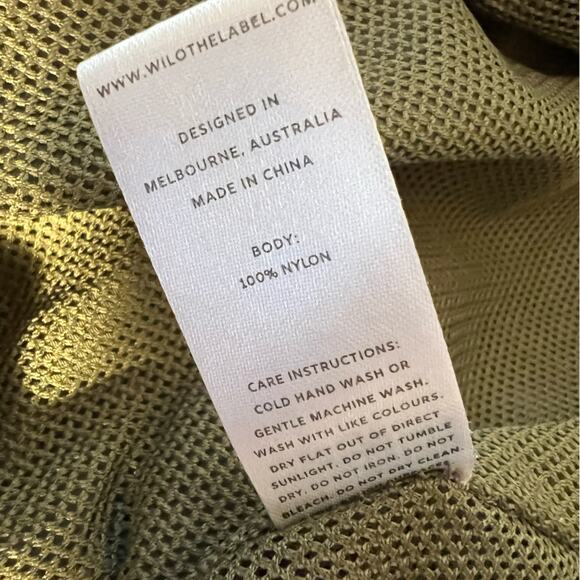 WWW.WILOTHELABEL.COM
DESIGNED IN
MELBOURNE, AUSTRALIA
MADE IN CHINA
BODY:
100% NYLON
CARE INSTRUCTIONS:
COLD HAND WASH OR
GENTLE MACHINE WASH.
WASH WITH LIKE COLOURS.
DRY FLAT OUT OF DIRECT
SUNLIGHT. DO NOT TUMBLE
DRY. DO NOT IRON. DO NOT
BLEACH. DO NOT DRY CLEAN.